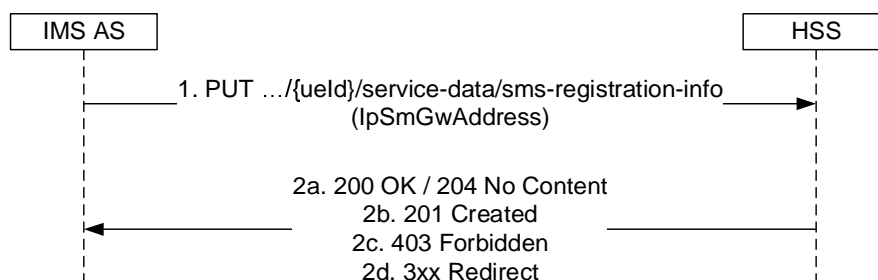 IMS AS
HSS
1. PUT …/{ueId}/service-data/sms-registration-info
(IpSmGwAddress)
2a. 200 OK / 204 No Content
2b. 201 Created
2c. 403 Forbidden
2d. 3xx Redirect